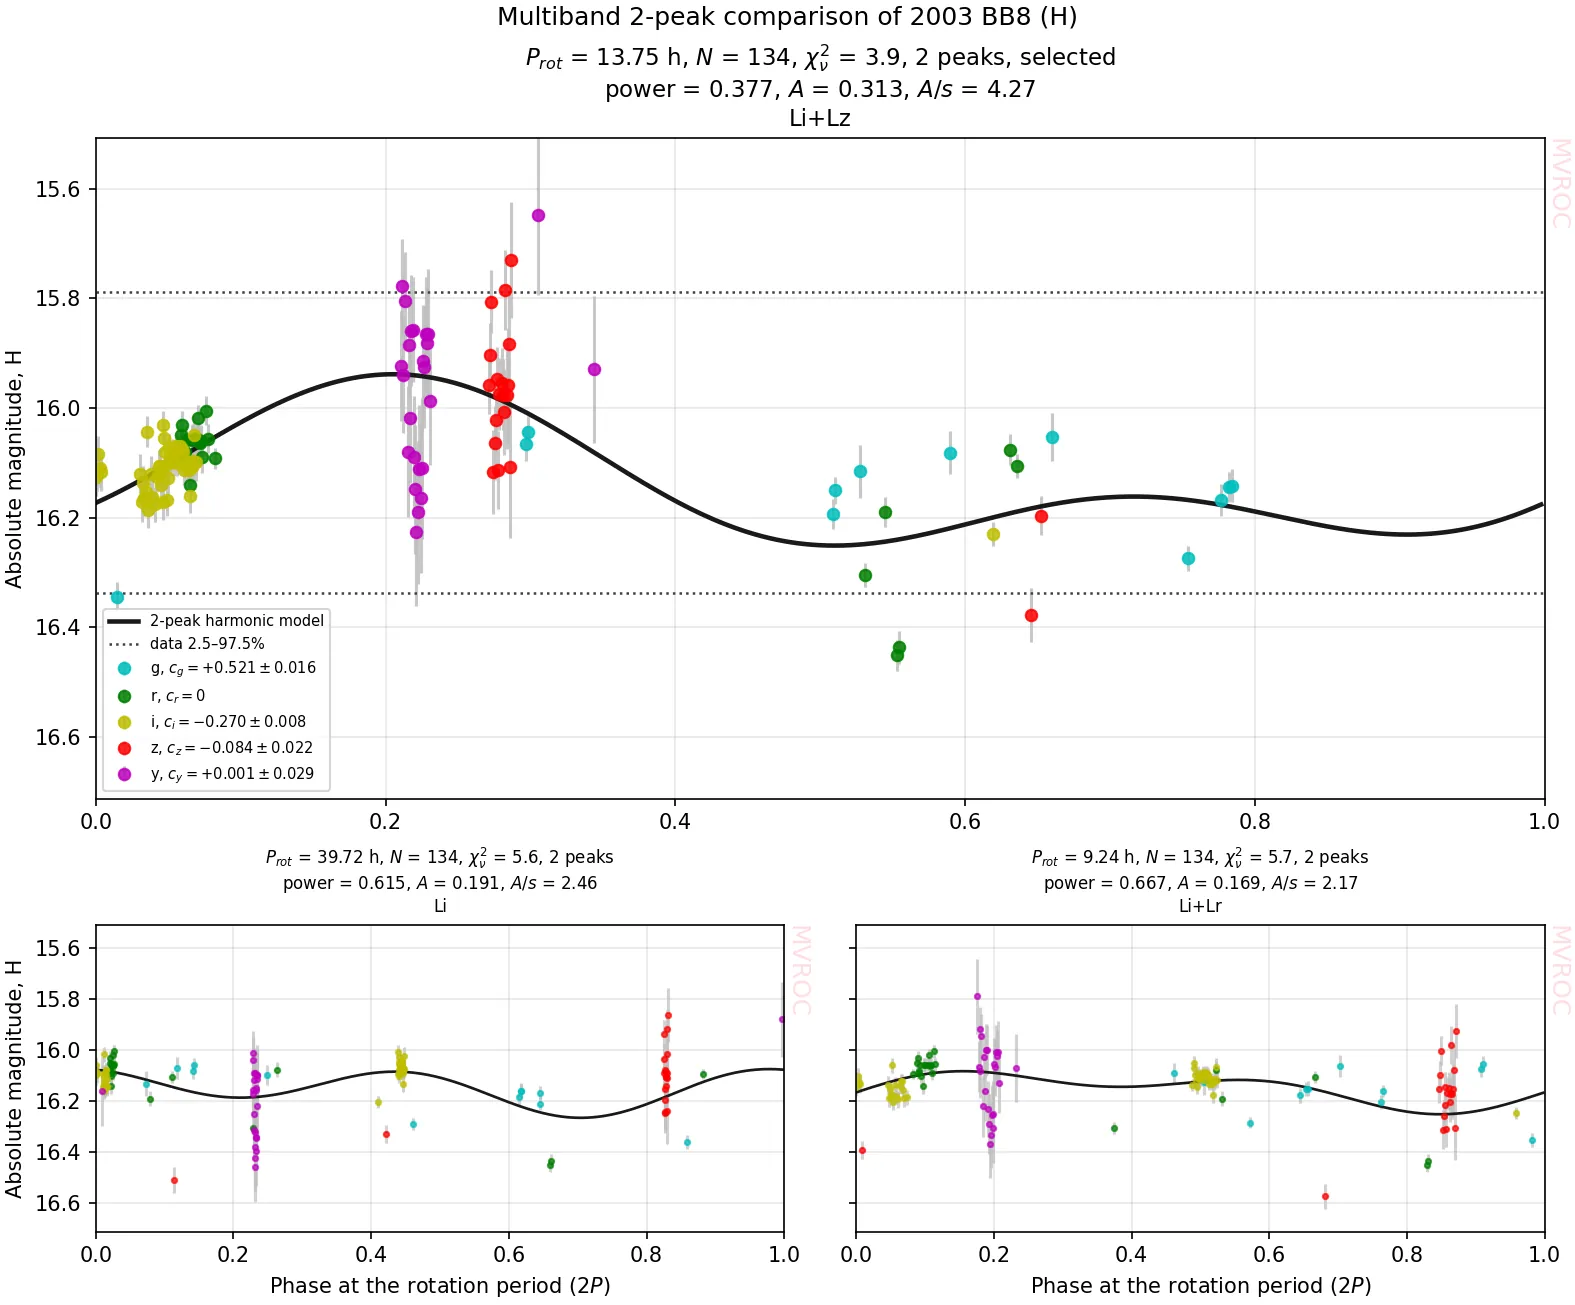 Multiband 2-peak comparison of 2003 BB8 (H)
P_rot = 13.75 h, N = 134, χ²_ν = 3.9, 2 peaks, selected
power = 0.377, A = 0.313, A/s = 4.27
Li+Lz
MVROC
Absolute magnitude, H
15.6
15.8
16.0
16.2
16.4
16.6
2-peak harmonic model
data 2.5–97.5%
g, c_g = +0.521 ± 0.016
r, c_r = 0
i, c_i = −0.270 ± 0.008
z, c_z = −0.084 ± 0.022
y, c_y = +0.001 ± 0.029
0.0 0.2 0.4 0.6 0.8 1.0
P_rot = 39.72 h, N = 134, χ²_ν = 5.6, 2 peaks
power = 0.615, A = 0.191, A/s = 2.46
Li
MVROC
Absolute magnitude, H
15.6
15.8
16.0
16.2
16.4
16.6
0.0 0.2 0.4 0.6 0.8 1.0
Phase at the rotation period (2P)
P_rot = 9.24 h, N = 134, χ²_ν = 5.7, 2 peaks
power = 0.667, A = 0.169, A/s = 2.17
Li+Lr
MVROC
0.0 0.2 0.4 0.6 0.8 1.0
Phase at the rotation period (2P)